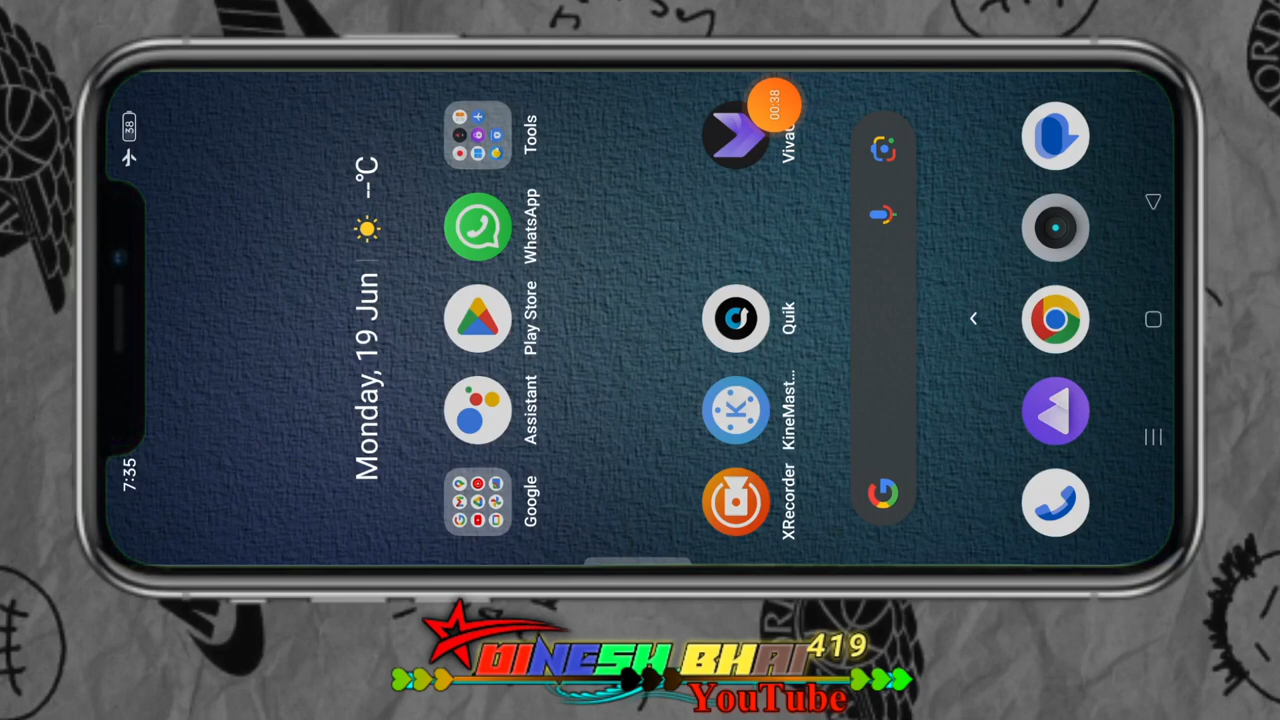 7:35
38
Monday, 19 Jun | --°C
Google
Assistant
Play Store
WhatsApp
Tools
XRecorder
KineMast...
Quik
00:38
DINESH BHAI 419
YouTube